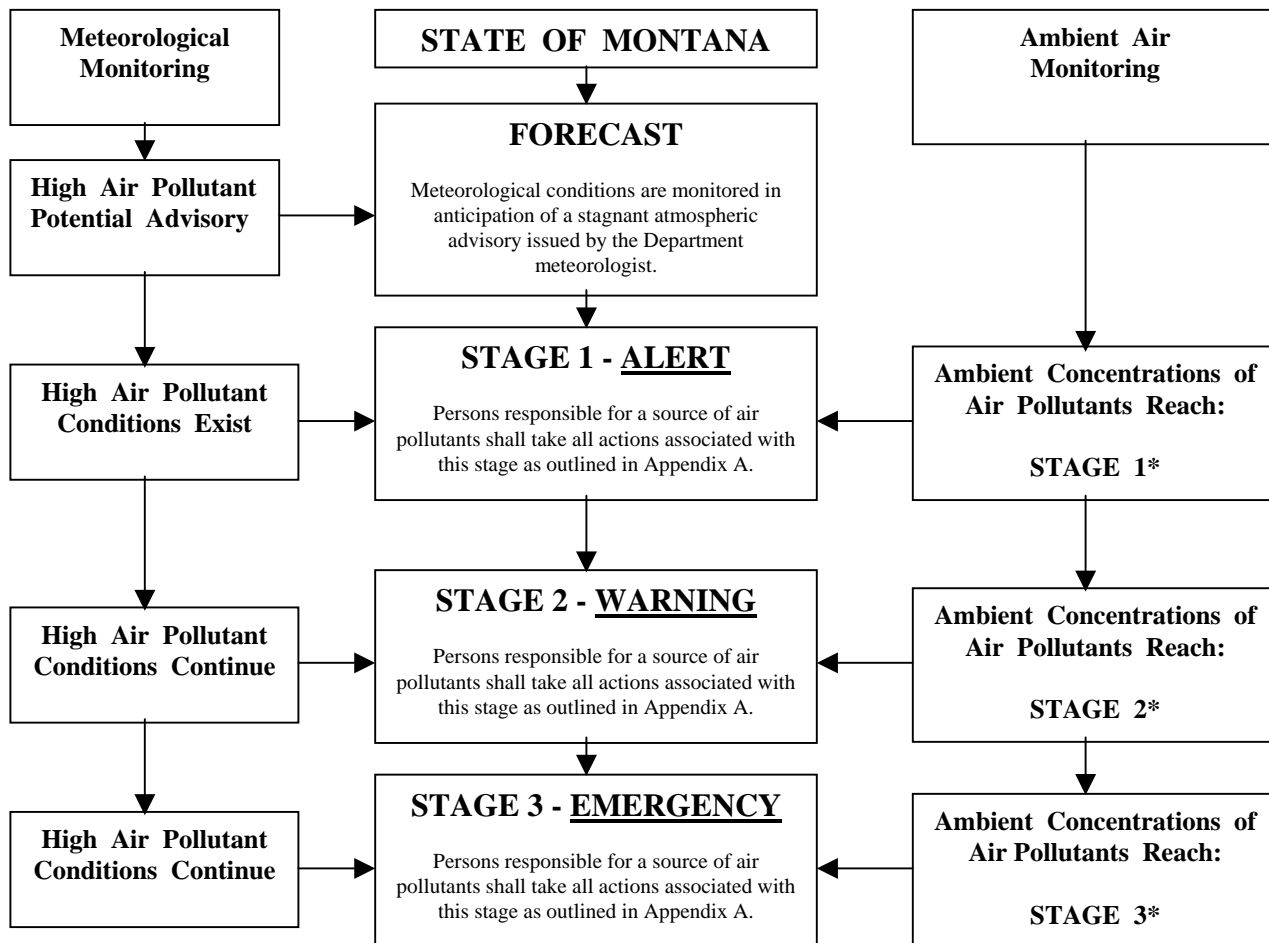 Meteorological
Monitoring
STATE OF MONTANA
Ambient Air
Monitoring
FORECAST
Meteorological conditions are monitored in
anticipation of a stagnant atmospheric
advisory issued by the Department
meteorologist.
High Air Pollutant
Potential Advisory
STAGE 1 - ALERT
Persons responsible for a source of air
pollutants shall take all actions associated with
this stage as outlined in Appendix A.
High Air Pollutant
Conditions Exist
Ambient Concentrations of
Air Pollutants Reach:
STAGE 1*
STAGE 2 - WARNING
Persons responsible for a source of air
pollutants shall take all actions associated with
this stage as outlined in Appendix A.
High Air Pollutant
Conditions Continue
Ambient Concentrations of
Air Pollutants Reach:
STAGE 2*
STAGE 3 - EMERGENCY
Persons responsible for a source of air
pollutants shall take all actions associated with
this stage as outlined in Appendix A.
High Air Pollutant
Conditions Continue
Ambient Concentrations of
Air Pollutants Reach:
STAGE 3*